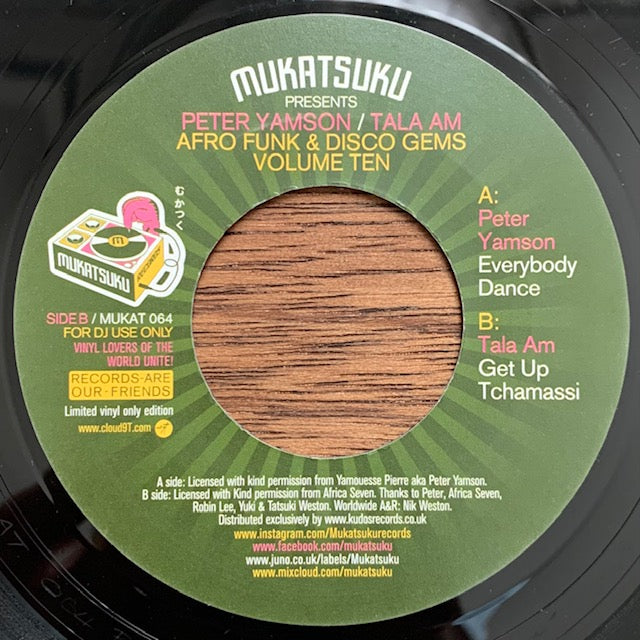 MUKATSUKU
PRESENTS
PETER YAMSON / TALA AM
AFRO FUNK & DISCO GEMS
VOLUME TEN
むかつく
M
MUKATSUKU
SIDE B / MUKAT 064
FOR DJ USE ONLY
VINYL LOVERS OF THE
WORLD UNITE!
RECORDS-ARE
OUR-FRIENDS
Limited vinyl only edition
www.cloud9T.com
A:
Peter
Yamson
Everybody
Dance
B:
Tala Am
Get Up
Tchamassi
A side: Licensed with kind permission from Yamouesse Pierre aka Peter Yamson.
B side: Licensed with Kind permission from Africa Seven. Thanks to Peter, Africa Seven,
Robin Lee, Yuki & Tatsuki Weston. Worldwide A&R: Nik Weston.
Distributed exclusively by www.kudosrecords.co.uk
www.instagram.com/Mukatsukurecords
www.facebook.com/mukatsuku
www.juno.co.uk/labels/Mukatsuku
www.mixcloud.com/mukatsuku